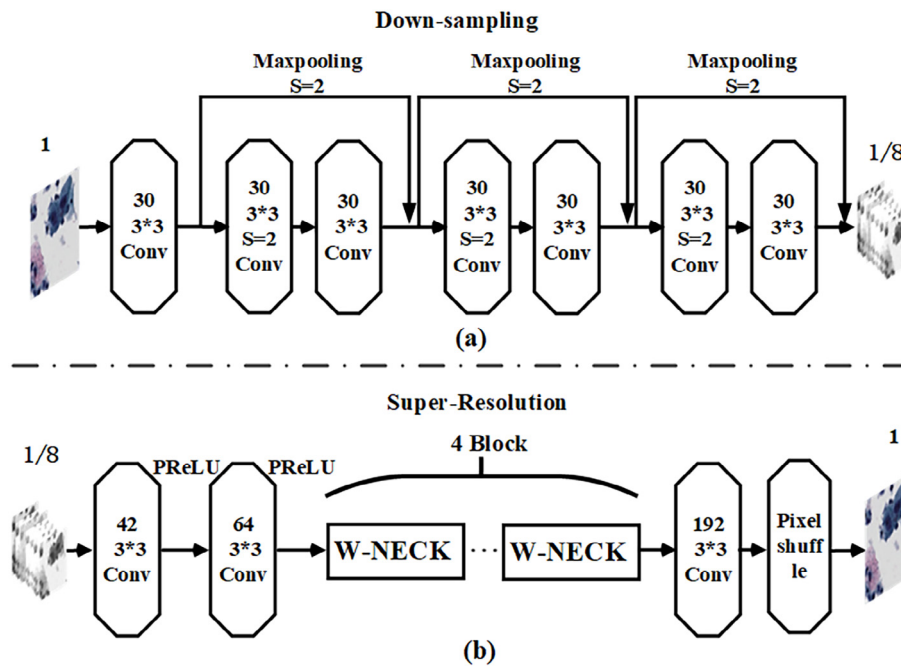 Down-sampling
Maxpooling
S=2
Maxpooling
S=2
Maxpooling
S=2
1
1/8
30
3*3
Conv
30
3*3
S=2
Conv
30
3*3
Conv
30
3*3
S=2
Conv
30
3*3
Conv
30
3*3
S=2
Conv
30
3*3
Conv
(a)
Super-Resolution
4 Block
1/8
PReLU
PReLU
1
42
3*3
Conv
64
3*3
Conv
W-NECK
...
W-NECK
192
3*3
Conv
Pixel
shuff
le
(b)